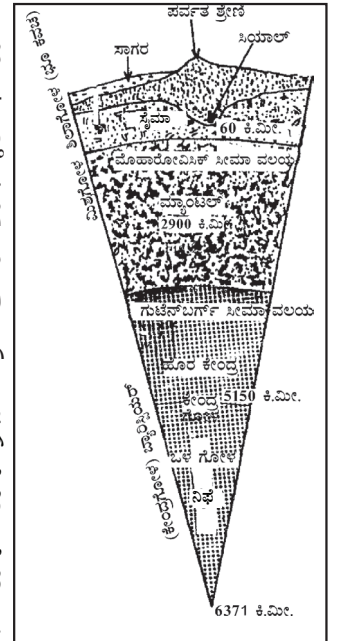 ಪರ್ವತ ಶ್ರೇಣಿ
ಸಾಗರ
ಸಿಯಾಲ್
ಸೈಮಾ
60 ಕಿ.ಮೀ.
ಮೊಹಾರೋವಿಸಿಕ್ ಸೀಮಾ ವಲಯ
ಮ್ಯಾಂಟಲ್
2900 ಕಿ.ಮೀ.
ಗುಟೆನ್‌ಬರ್ಗ್ ಸೀಮಾ ವಲಯ
ಹೊರ ಕೇಂದ್ರ
ಕೇಂದ್ರ 5150 ಕಿ.ಮೀ.
ಗೋಳ
ಒಳ ಗೋಳ
ನಿಫೆ
6371 ಕಿ.ಮೀ.